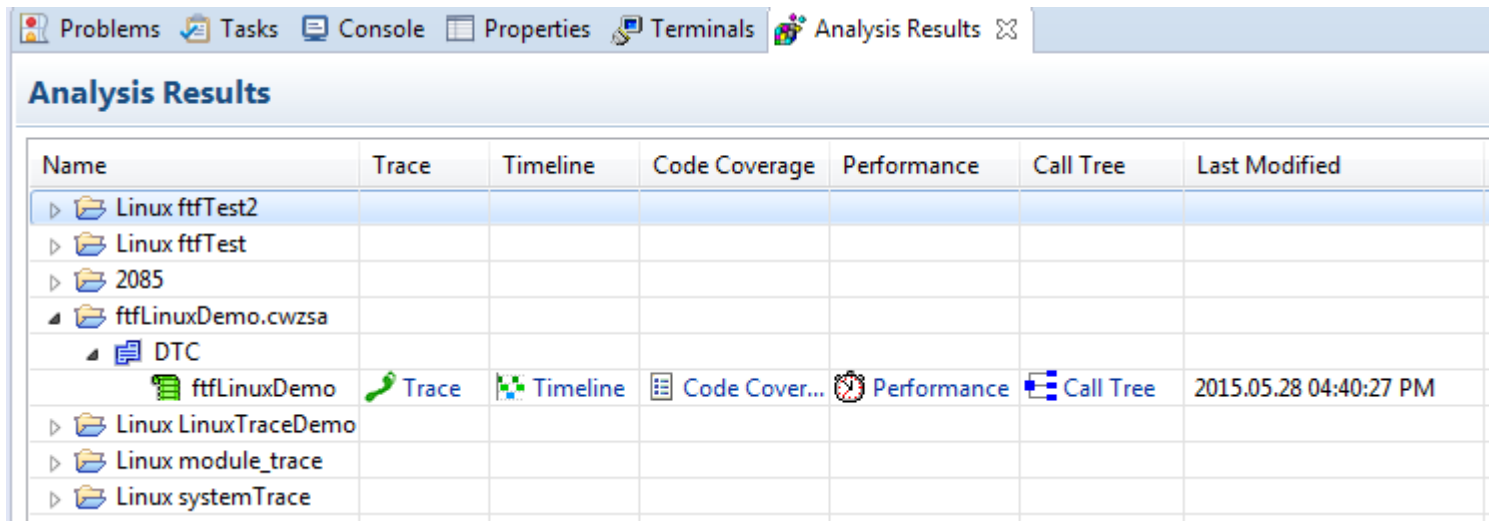 Problems Tasks Console Properties Terminals Analysis Results
Analysis Results
Name Trace Timeline Code Coverage Performance Call Tree Last Modified
Linux ftfTest2
Linux ftfTest
2085
ftfLinuxDemo.cwzsa
DTC
ftfLinuxDemo Trace Timeline Code Cover... Performance Call Tree 2015.05.28 04:40:27 PM
Linux LinuxTraceDemo
Linux module_trace
Linux systemTrace